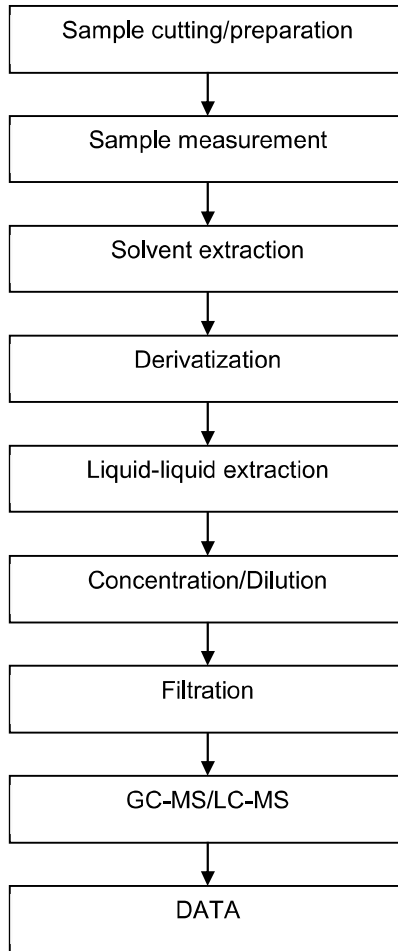 Sample cutting/preparation
Sample measurement
Solvent extraction
Derivatization
Liquid-liquid extraction
Concentration/Dilution
Filtration
GC-MS/LC-MS
DATA